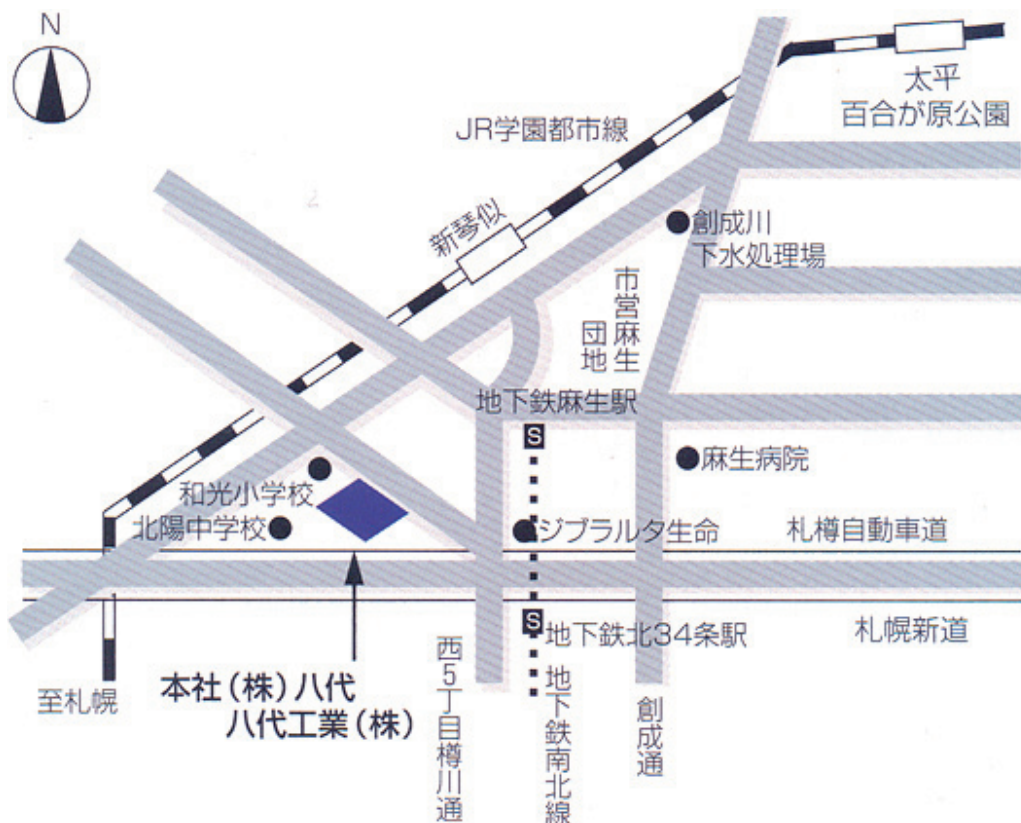 N
太平
百合が原公園
JR学園都市線
新琴似
創成川
下水処理場
市営麻生
団地
地下鉄麻生駅
S
麻生病院
和光小学校
北陽中学校
ジブラルタ生命
札樽自動車道
S
地下鉄北34条駅
札幌新道
至札幌
本社(株)八代
八代工業(株)
西5丁目樽川通
地下鉄南北線
創成通